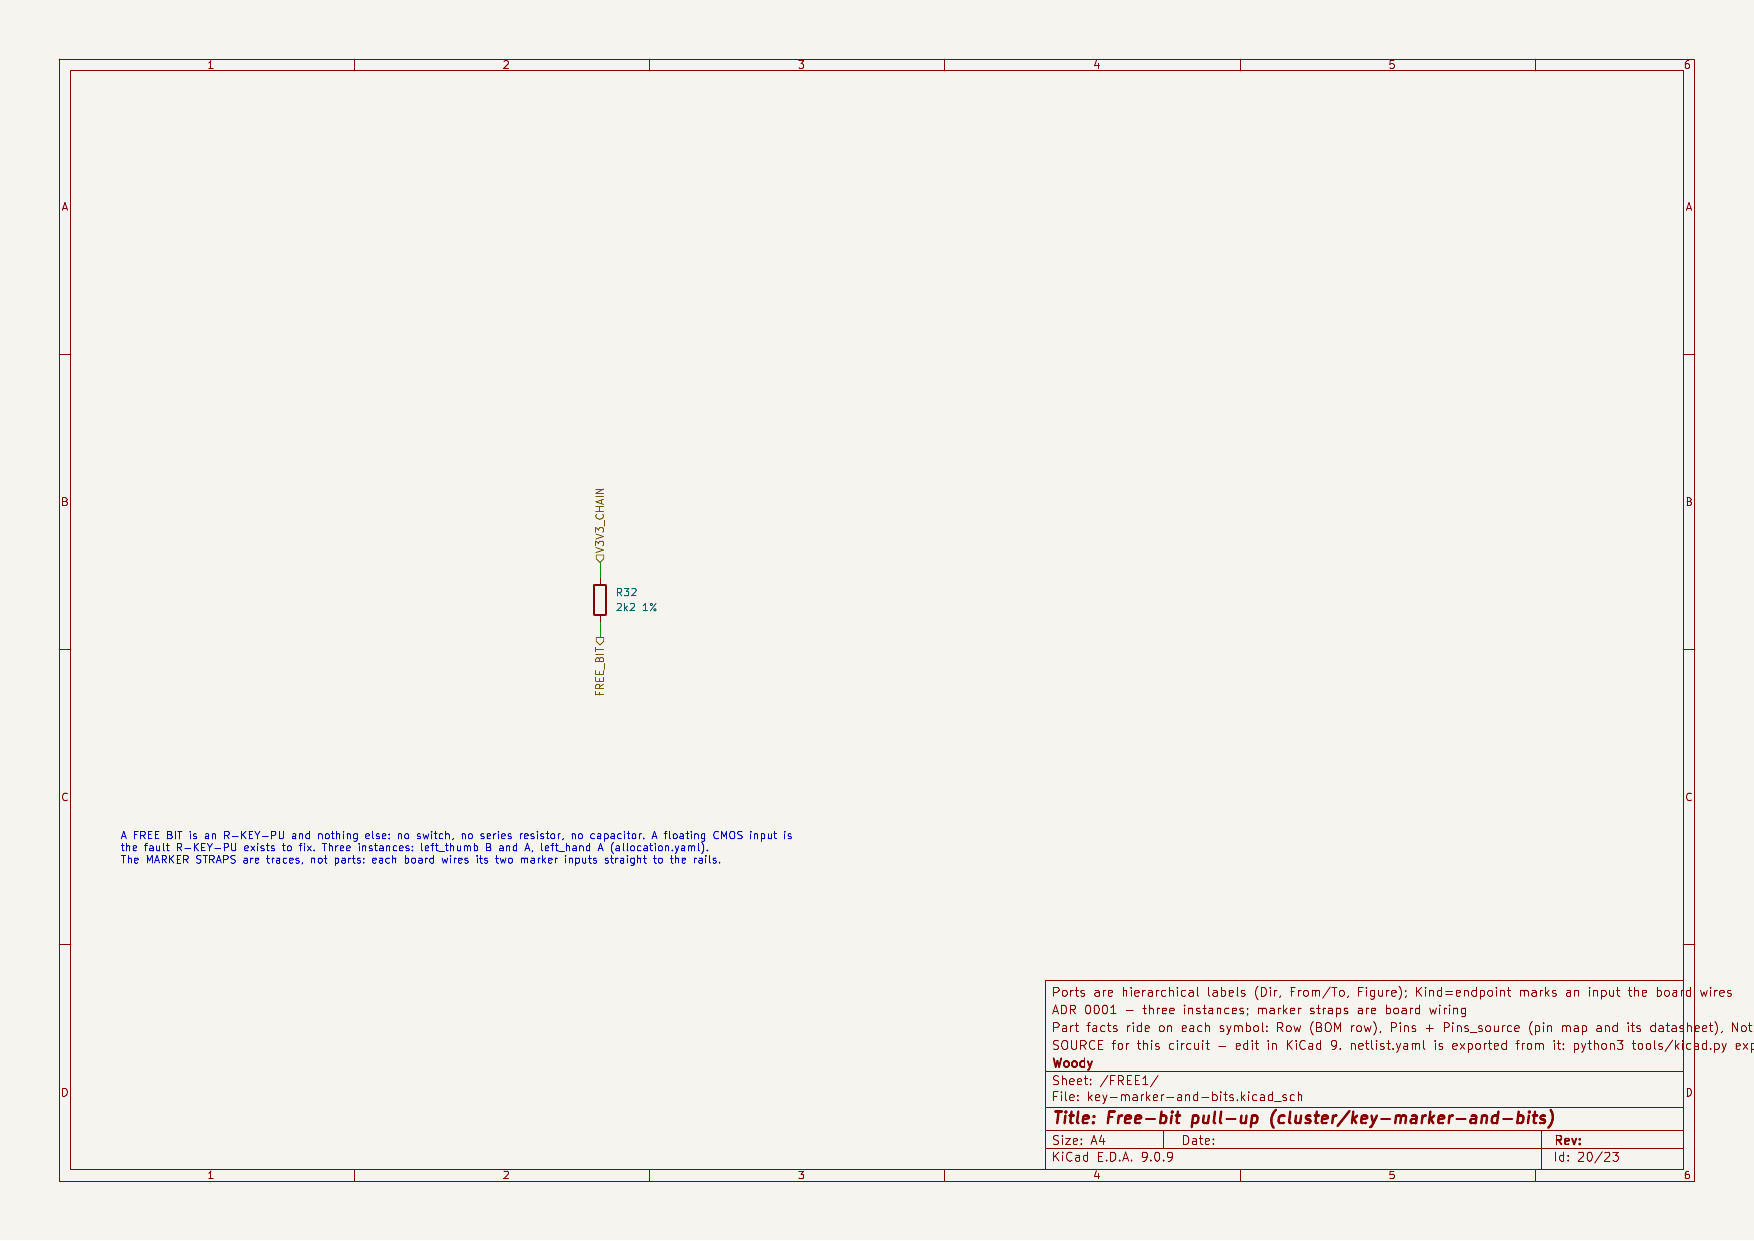 1 2 3 4 5 6
A A
V3V3_CHAIN
B B
R32
2k2 1%
FREE_BIT
C C
A FREE BIT is an R-KEY-PU and nothing else: no switch, no series resistor, no capacitor. A floating CMOS input is
the fault R-KEY-PU exists to fix. Three instances: left_thumb B and A, left_hand A (allocation.yaml).
The MARKER STRAPS are traces, not parts: each board wires its two marker inputs straight to the rails.
Ports are hierarchical labels (Dir, From/To, Figure); Kind=endpoint marks an input the board wires
ADR 0001 - three instances; marker straps are board wiring
Part facts ride on each symbol: Row (BOM row), Pins + Pins_source (pin map and its datasheet), Not
SOURCE for this circuit - edit in KiCad 9. netlist.yaml is exported from it: python3 tools/kicad.py exp
Woody
Sheet: /FREE1/
File: key-marker-and-bits.kicad_sch
D D
Title: Free-bit pull-up (cluster/key-marker-and-bits)
Size: A4 Date: Rev:
KiCad E.D.A. 9.0.9 Id: 20/23
1 2 3 4 5 6